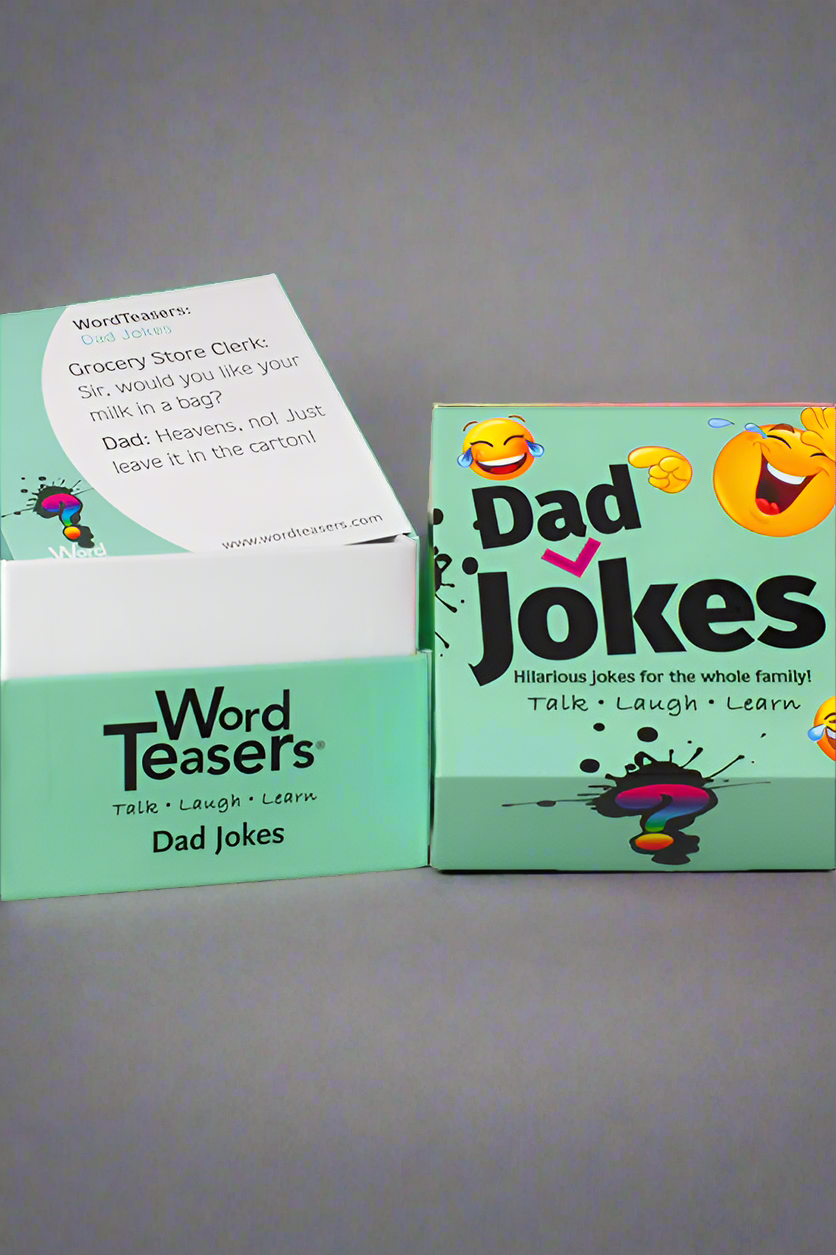 WordTeasers:
Dad Jokes
Grocery Store Clerk:
Sir, would you like your
milk in a bag?
Dad: Heavens, no! Just
leave it in the carton!
www.wordteasers.com
Word
Word
Teasers®
Talk • Laugh • Learn
Dad Jokes
Dad
Jokes
Hilarious jokes for the whole family!
Talk • Laugh • Learn